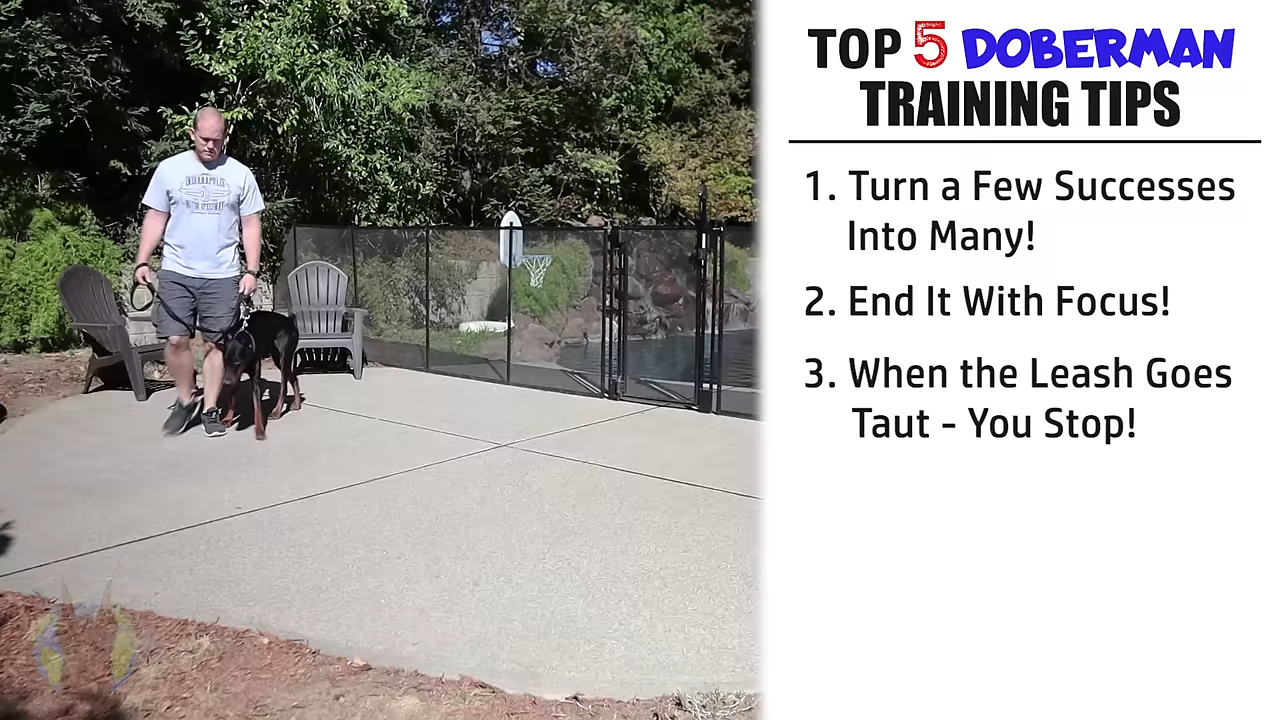 TOP 5 DOBERMAN
TRAINING TIPS
1. Turn a Few Successes
Into Many!
2. End It With Focus!
3. When the Leash Goes
Taut - You Stop!
INDIANAPOLIS